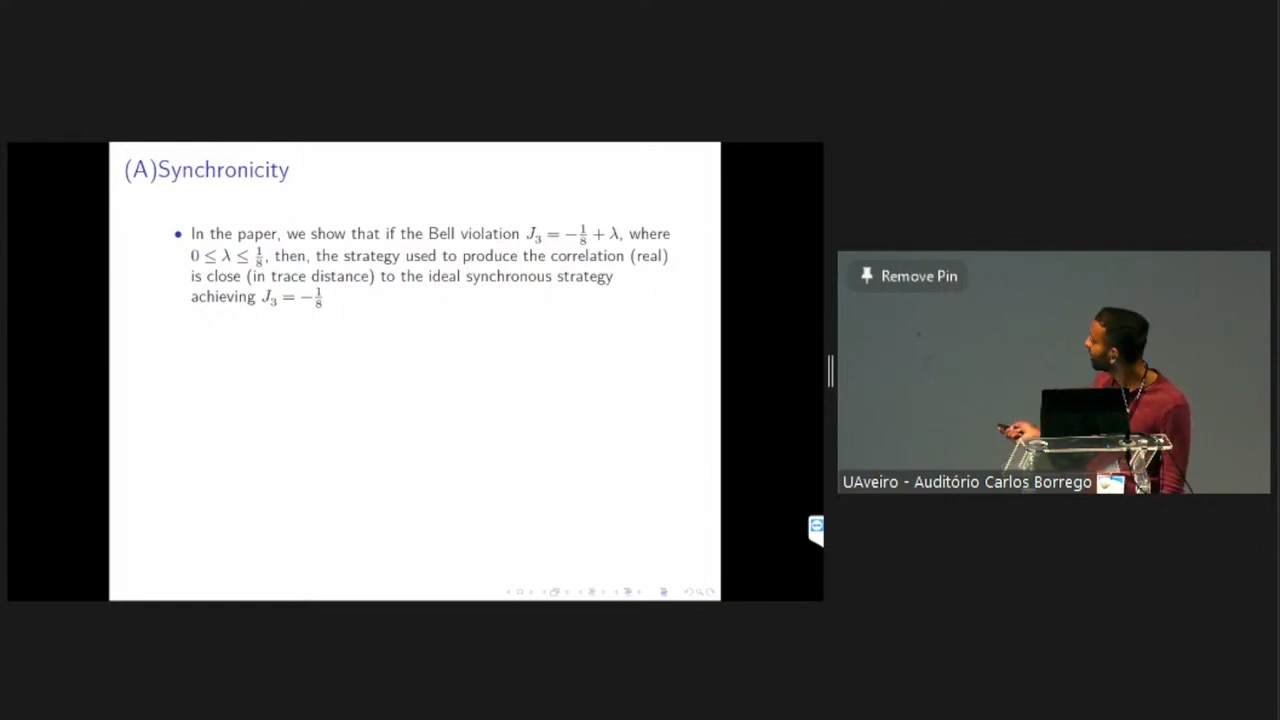 (A)Synchronicity
• In the paper, we show that if the Bell violation J₃ = −1/8 + λ, where
0 ≤ λ ≤ 1/8, then, the strategy used to produce the correlation (real)
is close (in trace distance) to the ideal synchronous strategy
achieving J₃ = −1/8
Remove Pin
UAveiro - Auditório Carlos Borrego